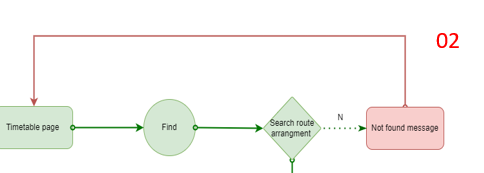 02
Timetable page
Find
Search route
arrangment
N
Not found message